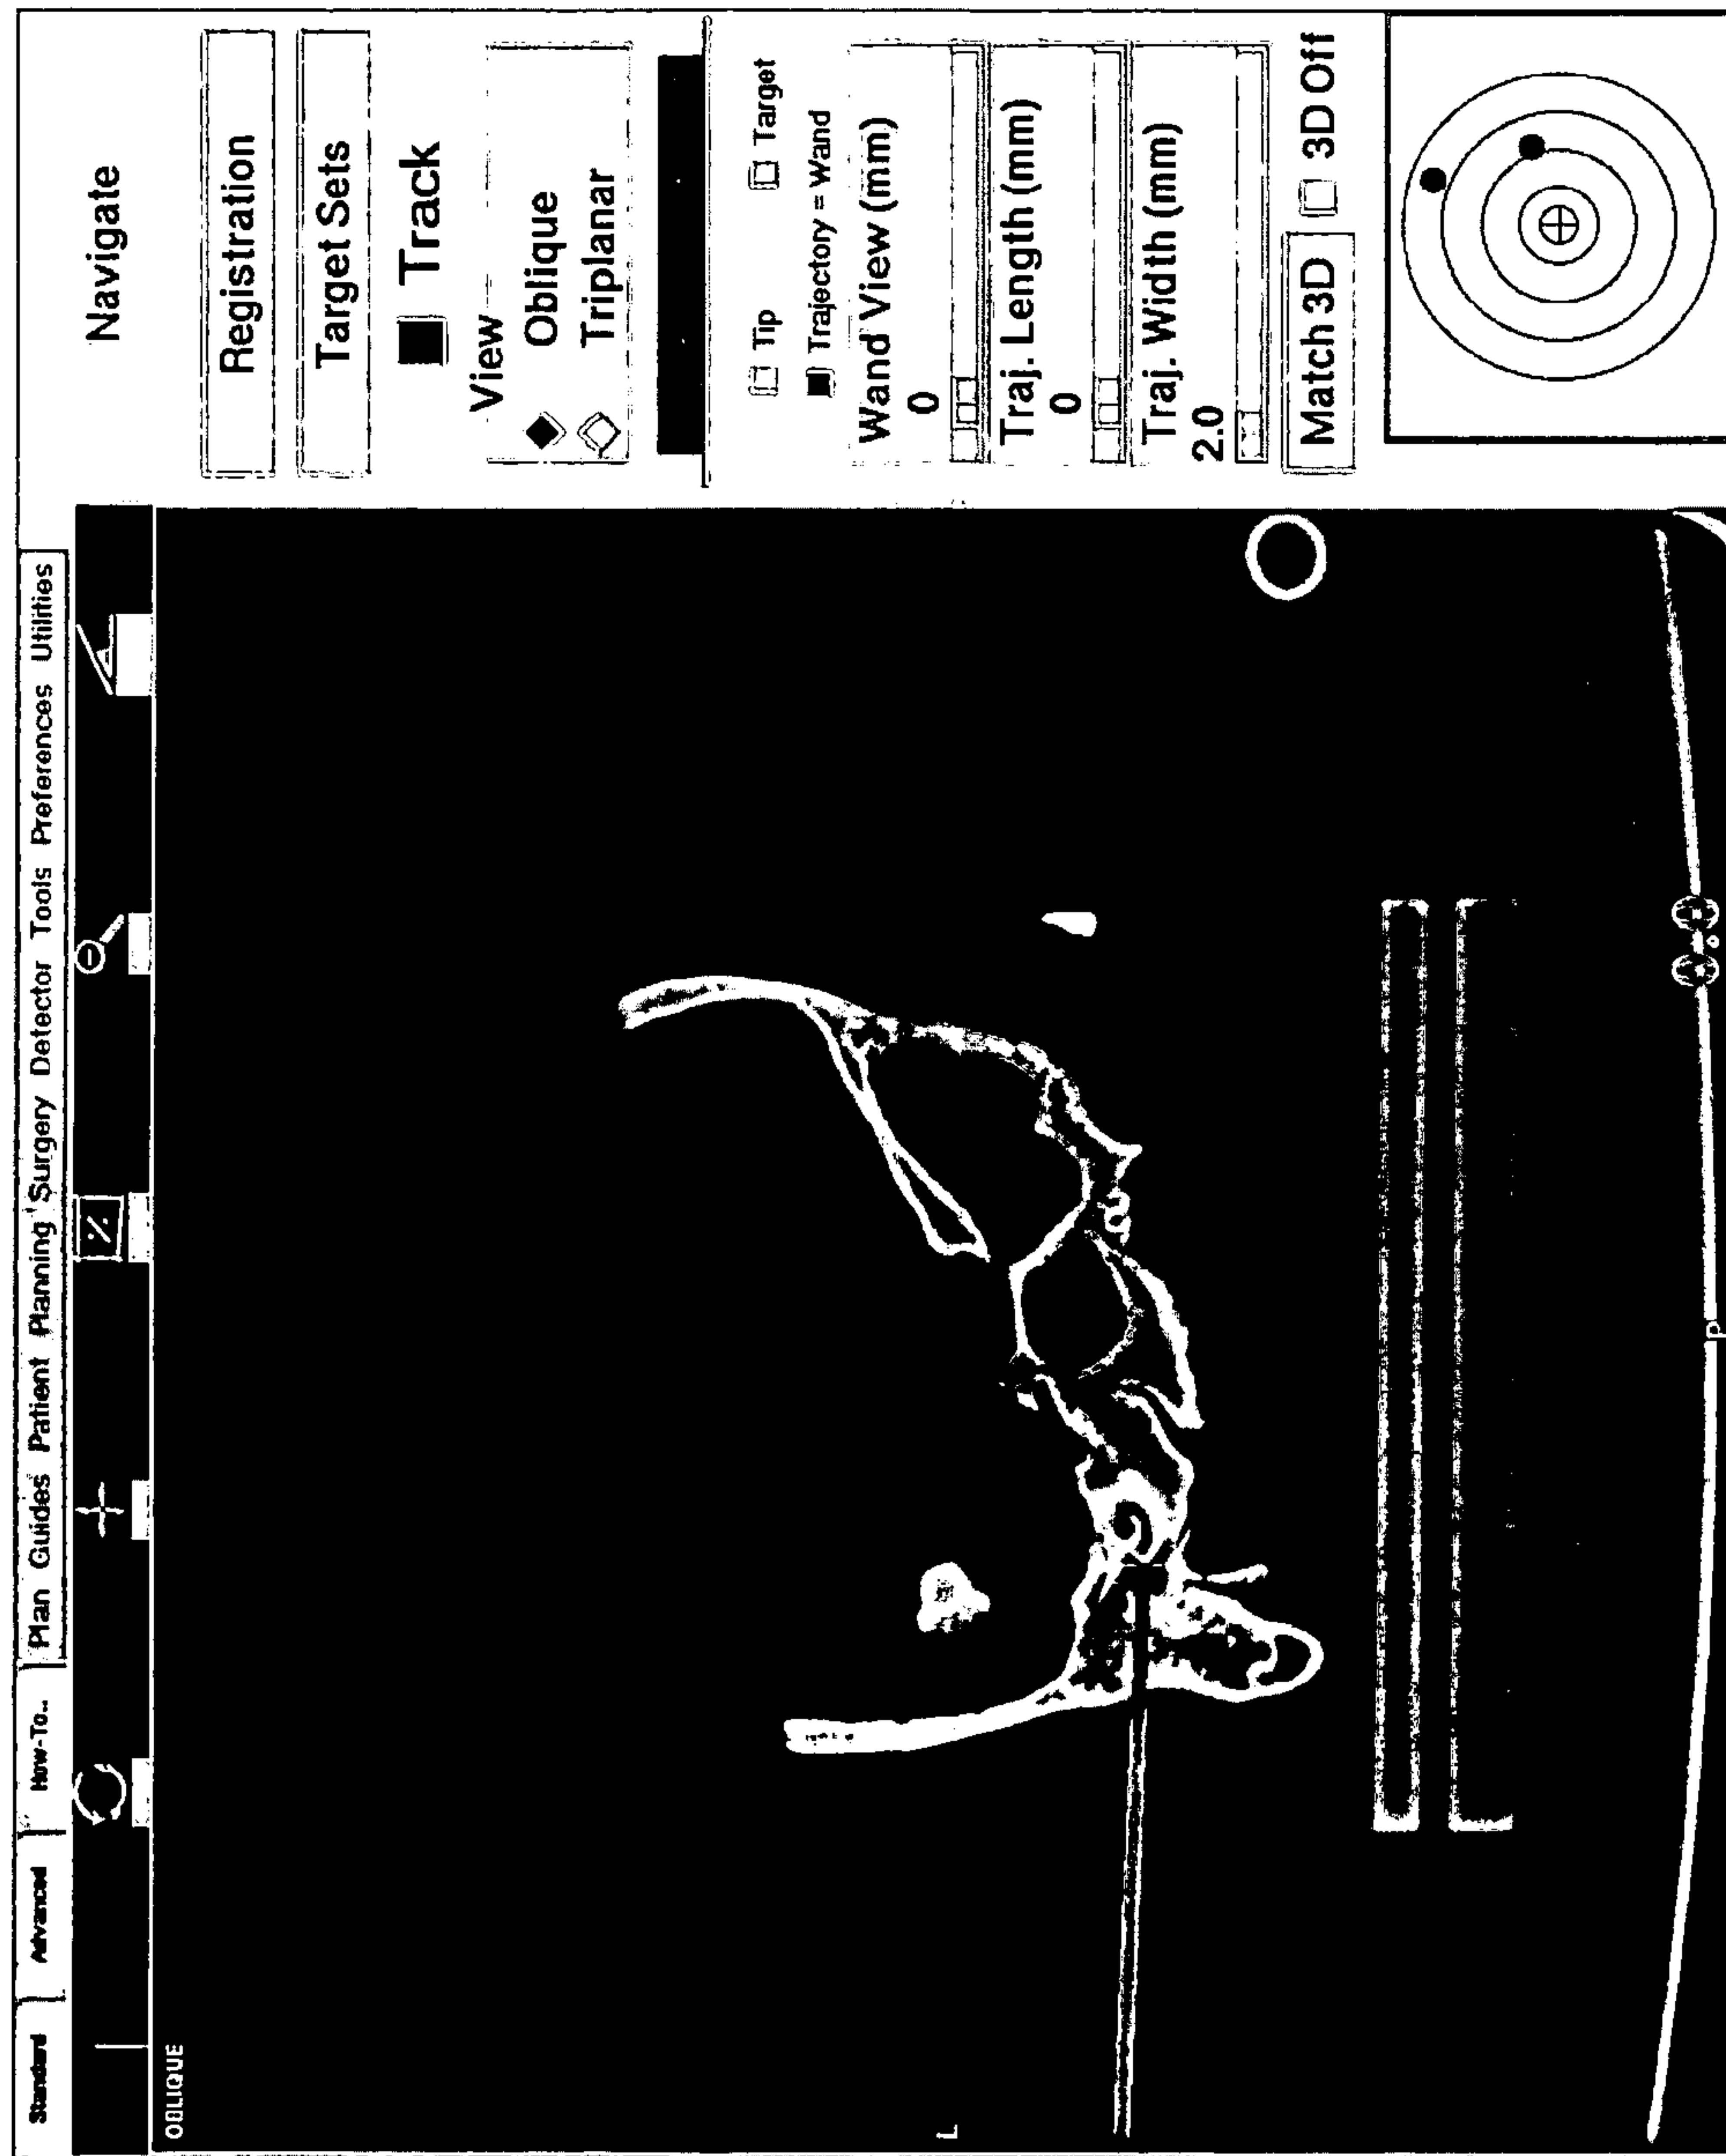 Standard Advanced How-To... Plan Guides Patient Planning Surgery Detector Tools Preferences Utilities
OBLIQUE
L
P
Navigate
Registration
Target Sets
Track
View
Oblique
Triplanar
Tip Target
Trajectory = Wand
Wand View (mm)
0
Traj. Length (mm)
0
Traj. Width (mm)
2.0
Match 3D 3D Off